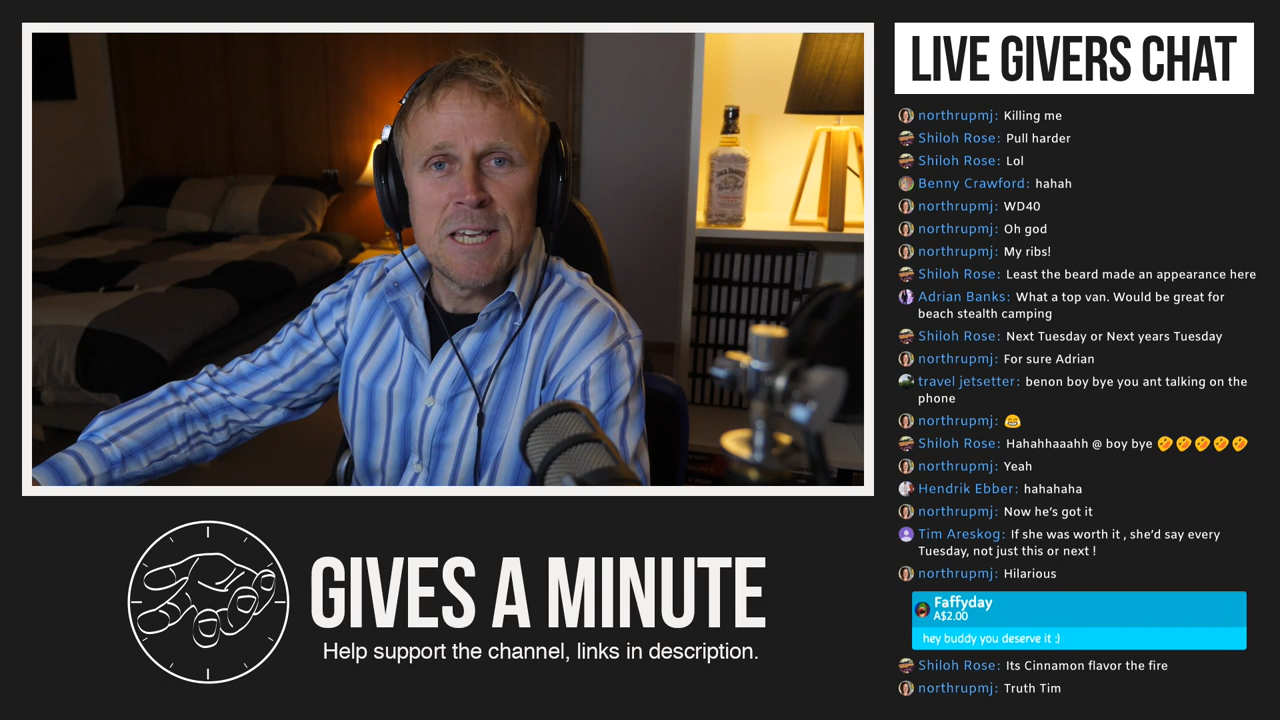 LIVE GIVERS CHAT
northrupmj: Killing me
Shiloh Rose: Pull harder
Shiloh Rose: Lol
Benny Crawford: hahah
northrupmj: WD40
northrupmj: Oh god
northrupmj: My ribs!
Shiloh Rose: Least the beard made an appearance here
Adrian Banks: What a top van. Would be great for
beach stealth camping
Shiloh Rose: Next Tuesday or Next years Tuesday
northrupmj: For sure Adrian
travel jetsetter: benon boy bye you ant talking on the
phone
northrupmj: 😁
Shiloh Rose: Hahahhaaahh @ boy bye
northrupmj: Yeah
Hendrik Ebber: hahahaha
northrupmj: Now he's got it
Tim Areskog: If she was worth it , she'd say every
Tuesday, not just this or next !
northrupmj: Hilarious
Faffyday
A$2.00
hey buddy you deserve it :)
Shiloh Rose: Its Cinnamon flavor the fire
northrupmj: Truth Tim
GIVES A MINUTE
Help support the channel, links in description.